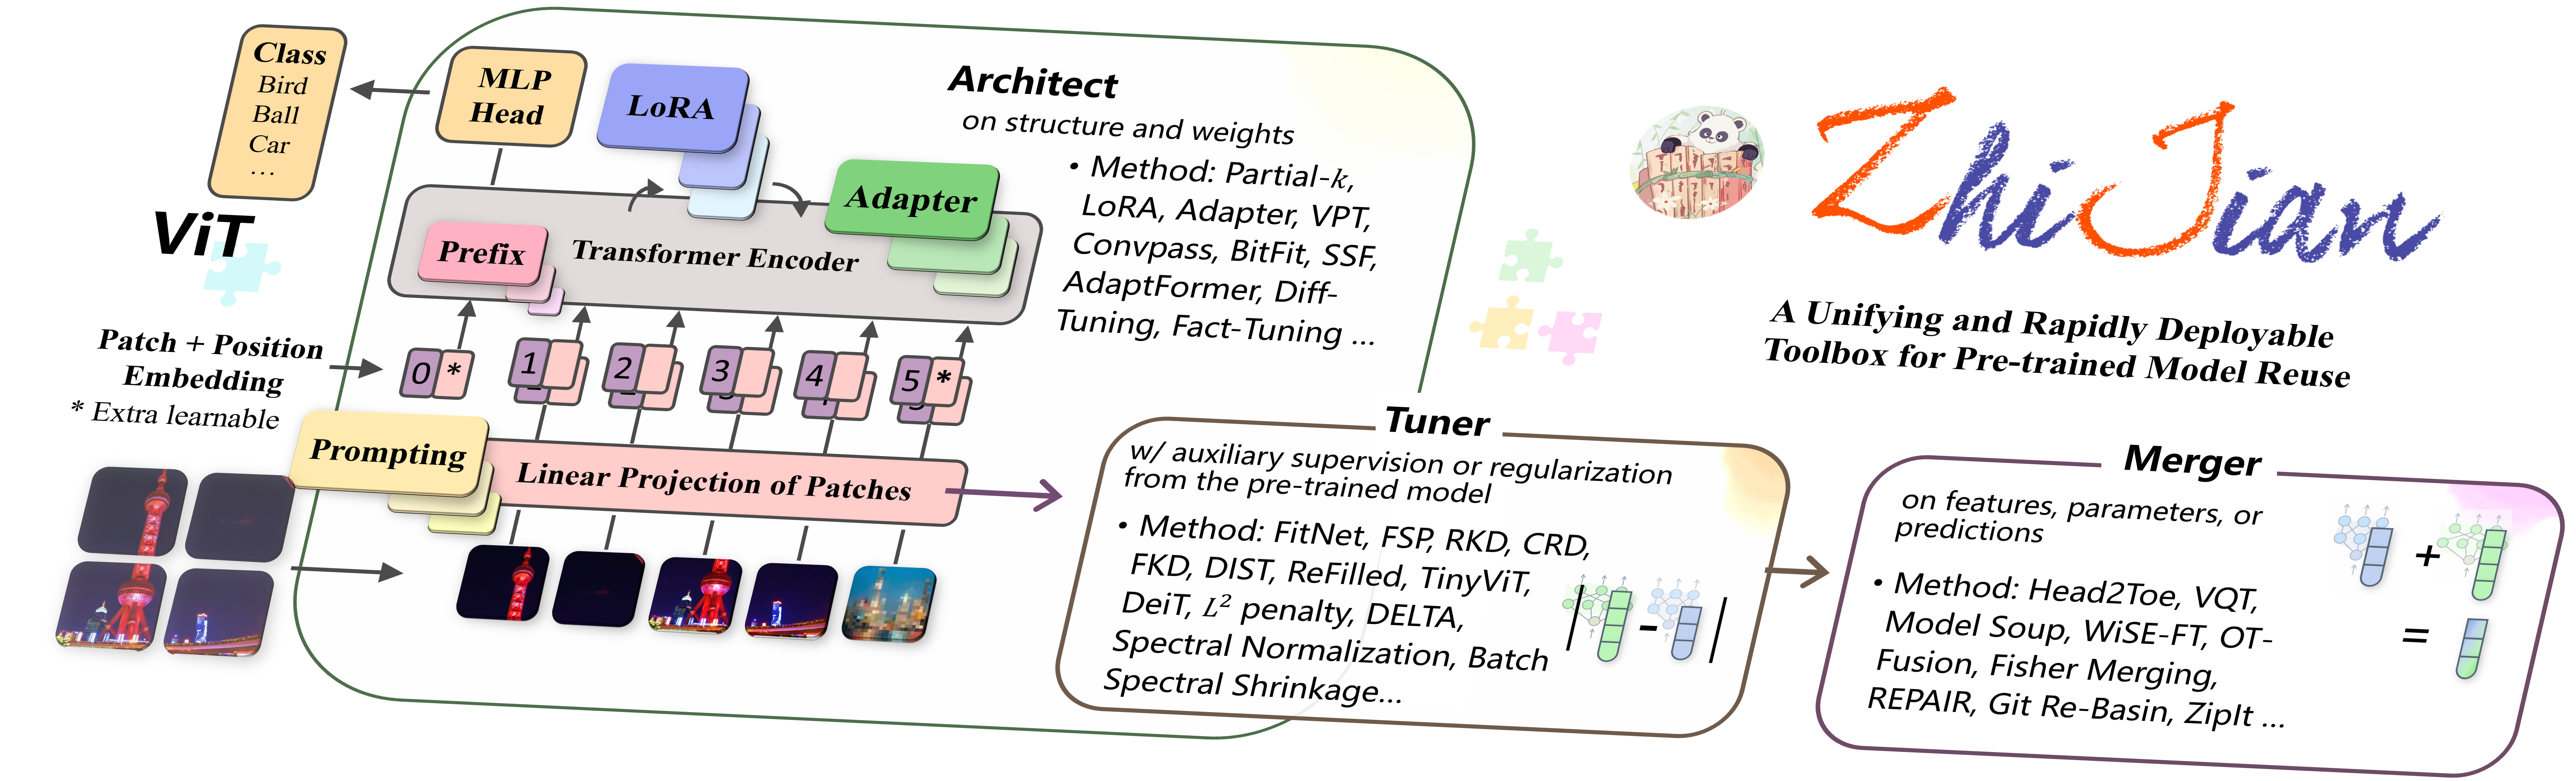 Class
Bird
Ball
Car
...
MLP
Head
LoRA
Adapter
Prefix
Transformer Encoder
ViT
Patch + Position
Embedding
* Extra learnable
0 *
1
2
3
4
5 *
Prompting
Linear Projection of Patches
Architect
on structure and weights
• Method: Partial-k,
LoRA, Adapter, VPT,
Convpass, BitFit, SSF,
AdaptFormer, Diff-
Tuning, Fact-Tuning ...
ZhiJian
A Unifying and Rapidly Deployable
Toolbox for Pre-trained Model Reuse
Tuner
w/ auxiliary supervision or regularization
from the pre-trained model
• Method: FitNet, FSP, RKD, CRD,
FKD, DIST, ReFilled, TinyViT,
DeiT, L² penalty, DELTA,
Spectral Normalization, Batch
Spectral Shrinkage...
| - |
Merger
on features, parameters, or
predictions
• Method: Head2Toe, VQT,
Model Soup, WiSE-FT, OT-
Fusion, Fisher Merging,
REPAIR, Git Re-Basin, ZipIt ...
+
=